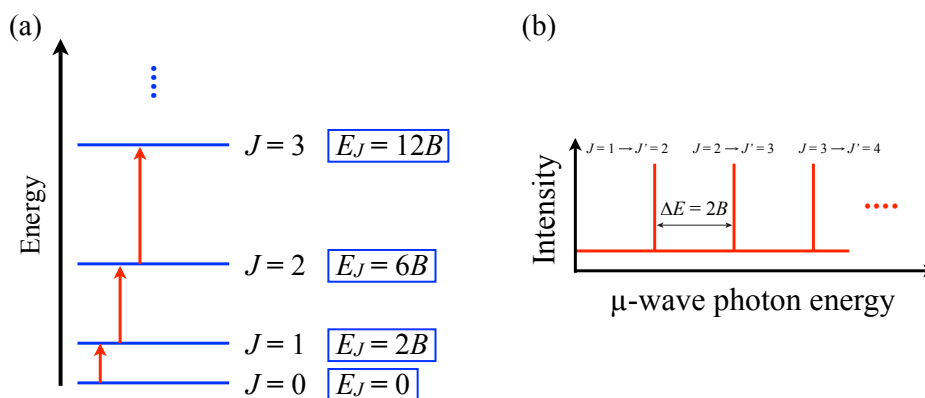 (a)
Energy
J = 3 E_J = 12B
J = 2 E_J = 6B
J = 1 E_J = 2B
J = 0 E_J = 0
(b)
J = 1 → J' = 2 J = 2 → J' = 3 J = 3 → J' = 4
ΔE = 2B
Intensity
μ-wave photon energy